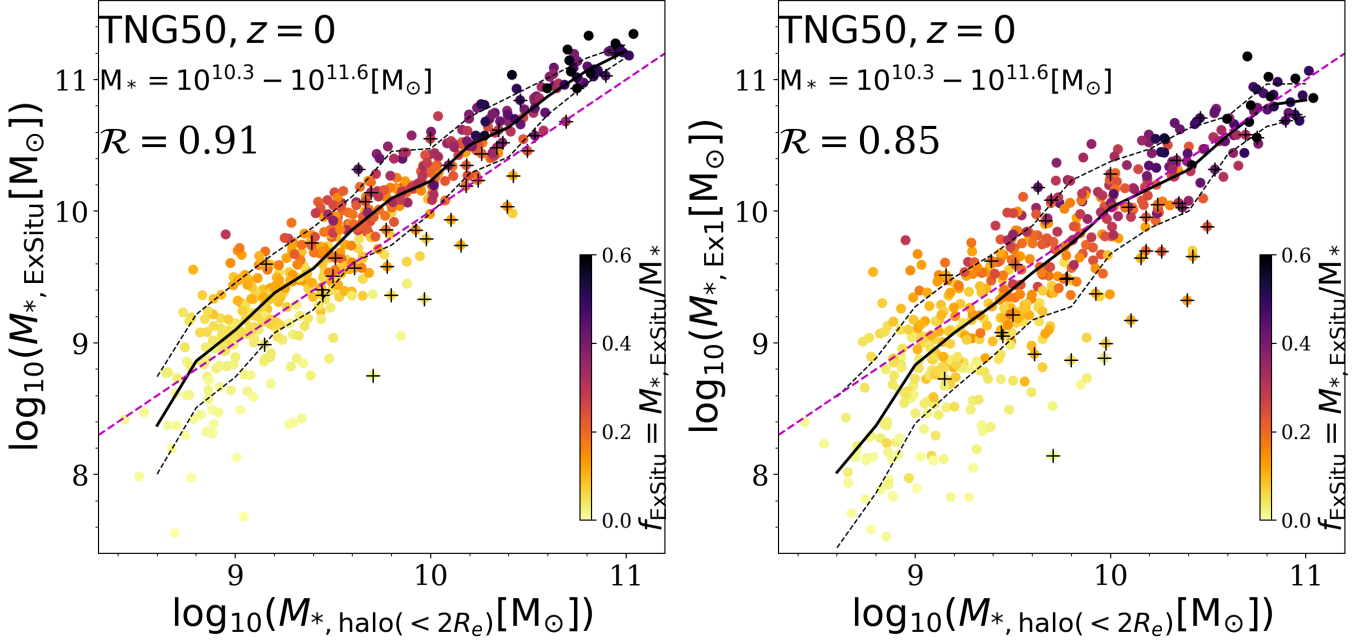 TNG50, z = 0
M* = 10^10.3 − 10^11.6[M⊙]
R = 0.91
log10(M*, ExSitu[M⊙])
11
10
9
8
9
10
11
log10(M*, halo(< 2Re)[M⊙])
0.6
0.4
0.2
0.0
fExSitu = M*, ExSitu/M*
TNG50, z = 0
M* = 10^10.3 − 10^11.6[M⊙]
R = 0.85
log10(M*, Ex1[M⊙])
11
10
9
8
9
10
11
log10(M*, halo(< 2Re)[M⊙])
0.6
0.4
0.2
0.0
fExSitu = M*, ExSitu/M*